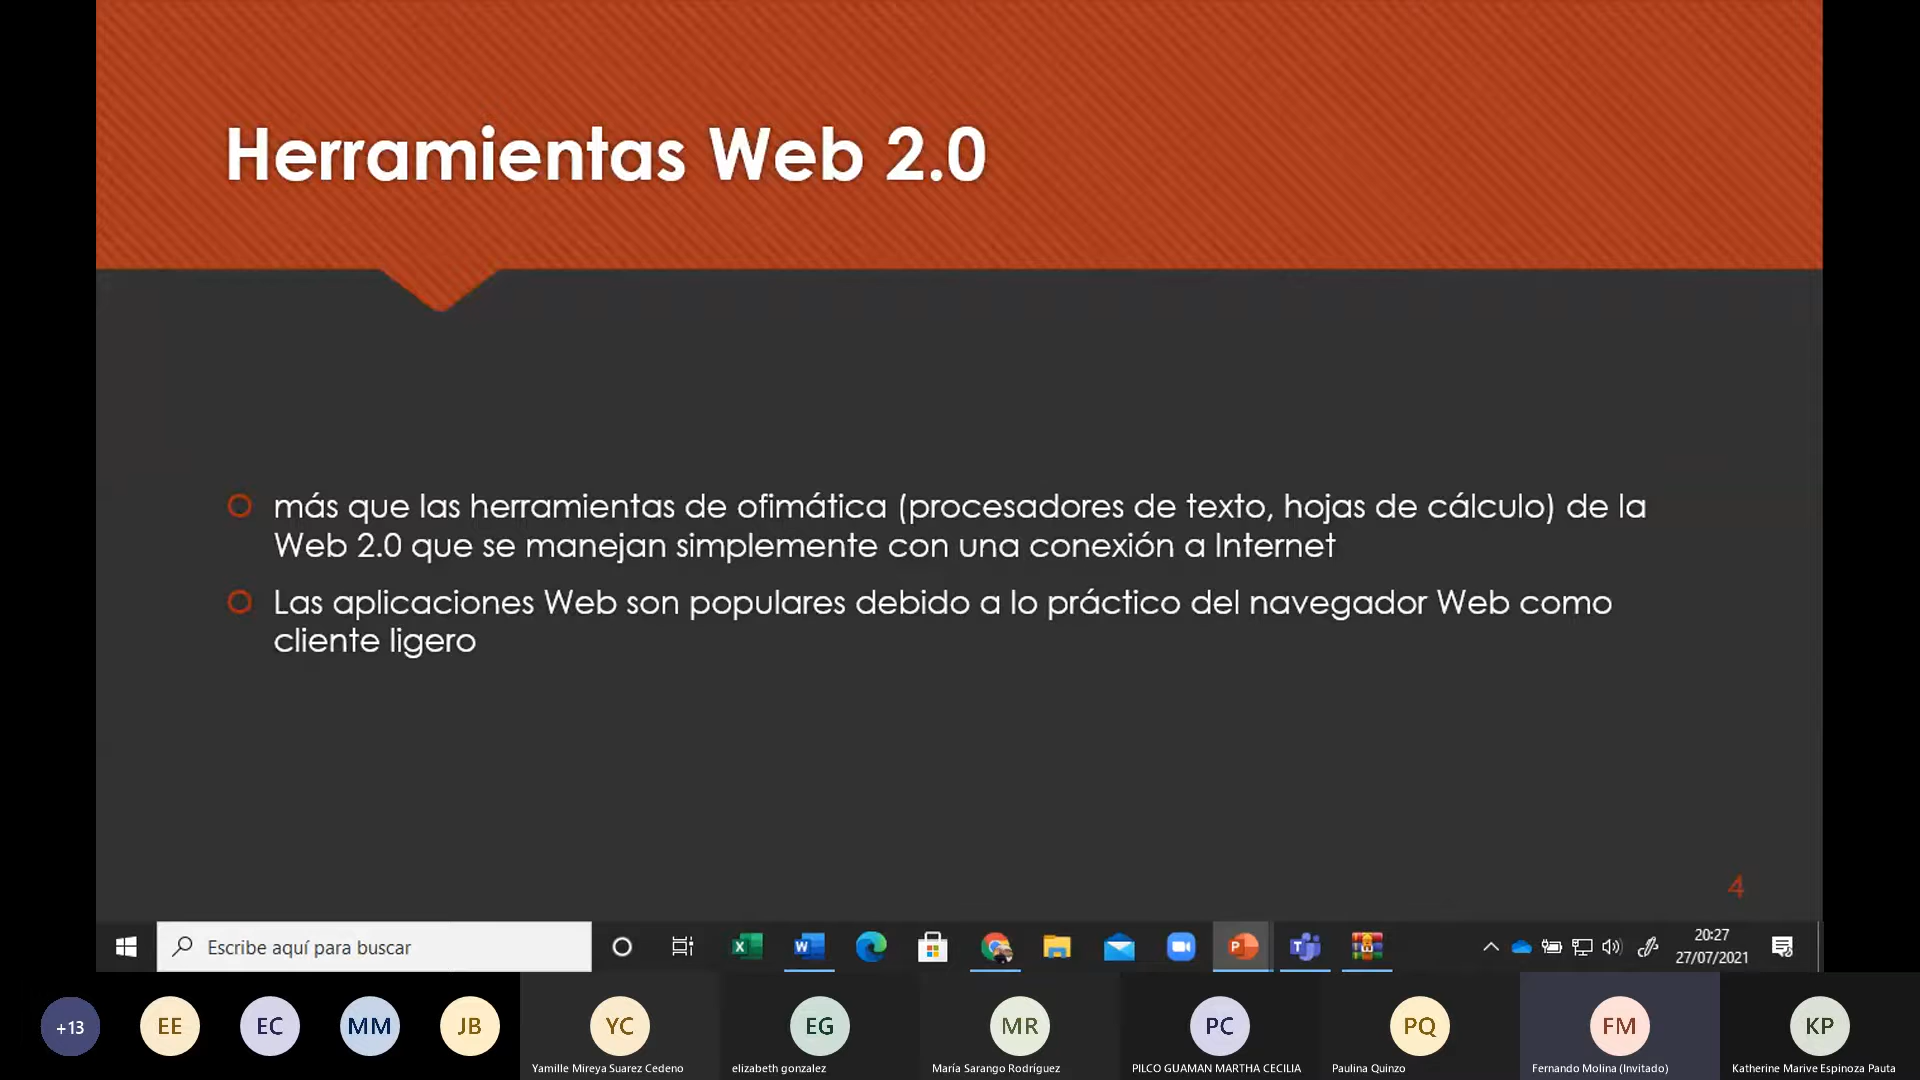 Herramientas Web 2.0
más que las herramientas de ofimática (procesadores de texto, hojas de cálculo) de la
Web 2.0 que se manejan simplemente con una conexión a Internet
Las aplicaciones Web son populares debido a lo práctico del navegador Web como
cliente ligero
4
Escribe aquí para buscar
20:27
27/07/2021
+13
EE
EC
MM
JB
YC
EG
MR
PC
PQ
FM
KP
Yamille Mireya Suarez Cedeno
elizabeth gonzalez
María Sarango Rodríguez
PILCO GUAMAN MARTHA CECILIA
Paulina Quinzo
Fernando Molina (Invitado)
Katherine Marive Espinoza Pauta